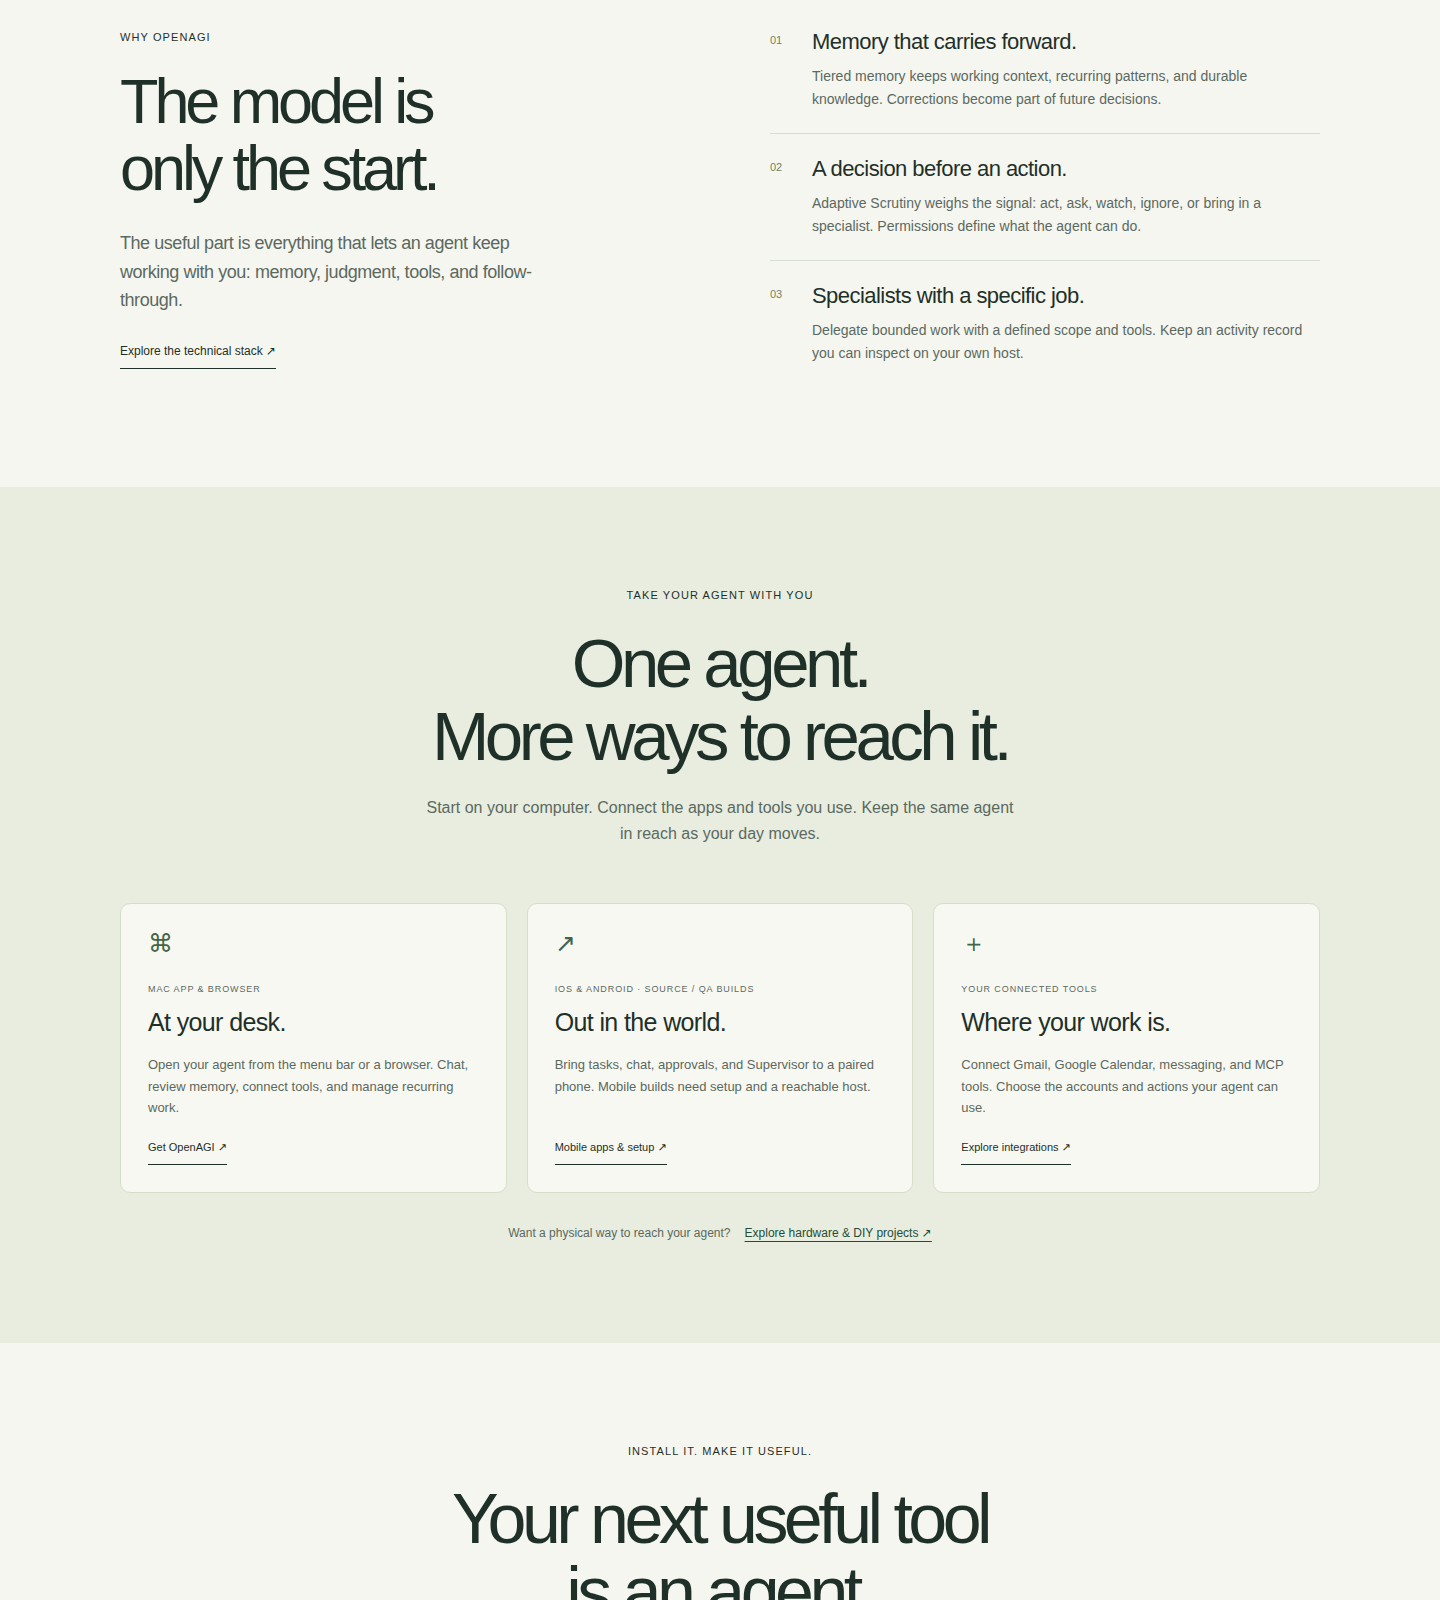 WHY OPENAGI
The model is
only the start.
The useful part is everything that lets an agent keep
working with you: memory, judgment, tools, and follow-
through.
Explore the technical stack ↗
01
Memory that carries forward.
Tiered memory keeps working context, recurring patterns, and durable
knowledge. Corrections become part of future decisions.
02
A decision before an action.
Adaptive Scrutiny weighs the signal: act, ask, watch, ignore, or bring in a
specialist. Permissions define what the agent can do.
03
Specialists with a specific job.
Delegate bounded work with a defined scope and tools. Keep an activity record
you can inspect on your own host.
TAKE YOUR AGENT WITH YOU
One agent.
More ways to reach it.
Start on your computer. Connect the apps and tools you use. Keep the same agent
in reach as your day moves.
⌘
MAC APP & BROWSER
At your desk.
Open your agent from the menu bar or a browser. Chat,
review memory, connect tools, and manage recurring
work.
Get OpenAGI ↗
↗
IOS & ANDROID · SOURCE / QA BUILDS
Out in the world.
Bring tasks, chat, approvals, and Supervisor to a paired
phone. Mobile builds need setup and a reachable host.
Mobile apps & setup ↗
+
YOUR CONNECTED TOOLS
Where your work is.
Connect Gmail, Google Calendar, messaging, and MCP
tools. Choose the accounts and actions your agent can
use.
Explore integrations ↗
Want a physical way to reach your agent? Explore hardware & DIY projects ↗
INSTALL IT. MAKE IT USEFUL.
Your next useful tool
is an agent